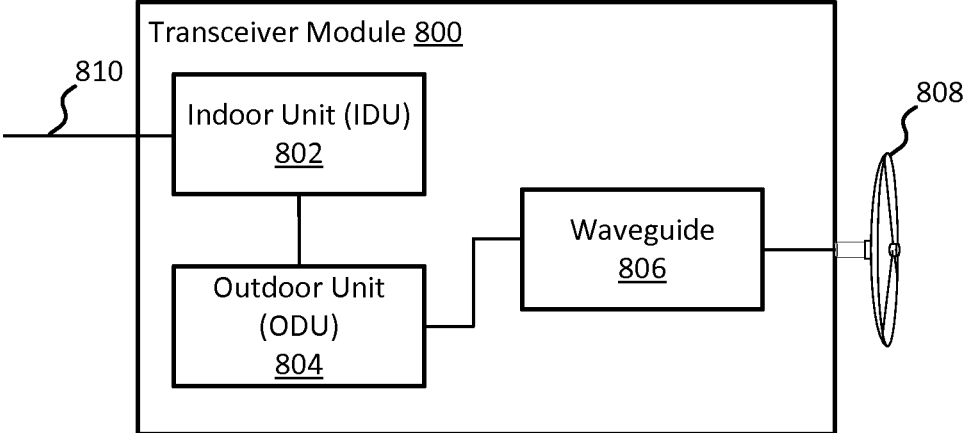 Transceiver Module 800
810
Indoor Unit (IDU)
802
808
Waveguide
806
Outdoor Unit
(ODU)
804